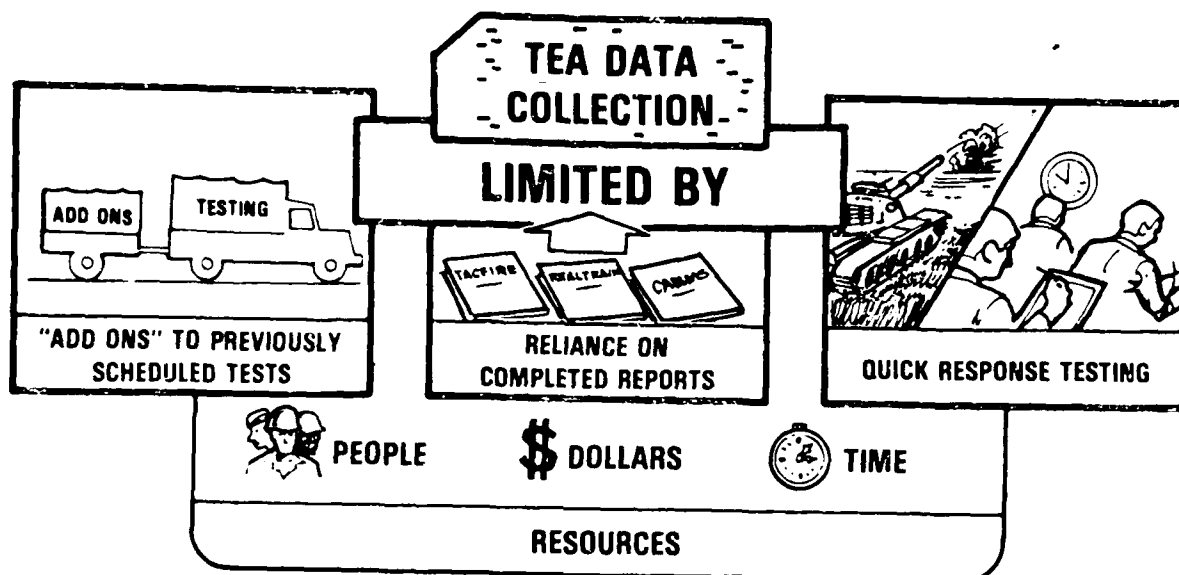 TEA DATA
COLLECTION
LIMITED BY
ADD ONS
TESTING
"ADD ONS" TO PREVIOUSLY
SCHEDULED TESTS
TACFIRE
REALTRAIN
RELIANCE ON
COMPLETED REPORTS
QUICK RESPONSE TESTING
PEOPLE
$ DOLLARS
TIME
RESOURCES